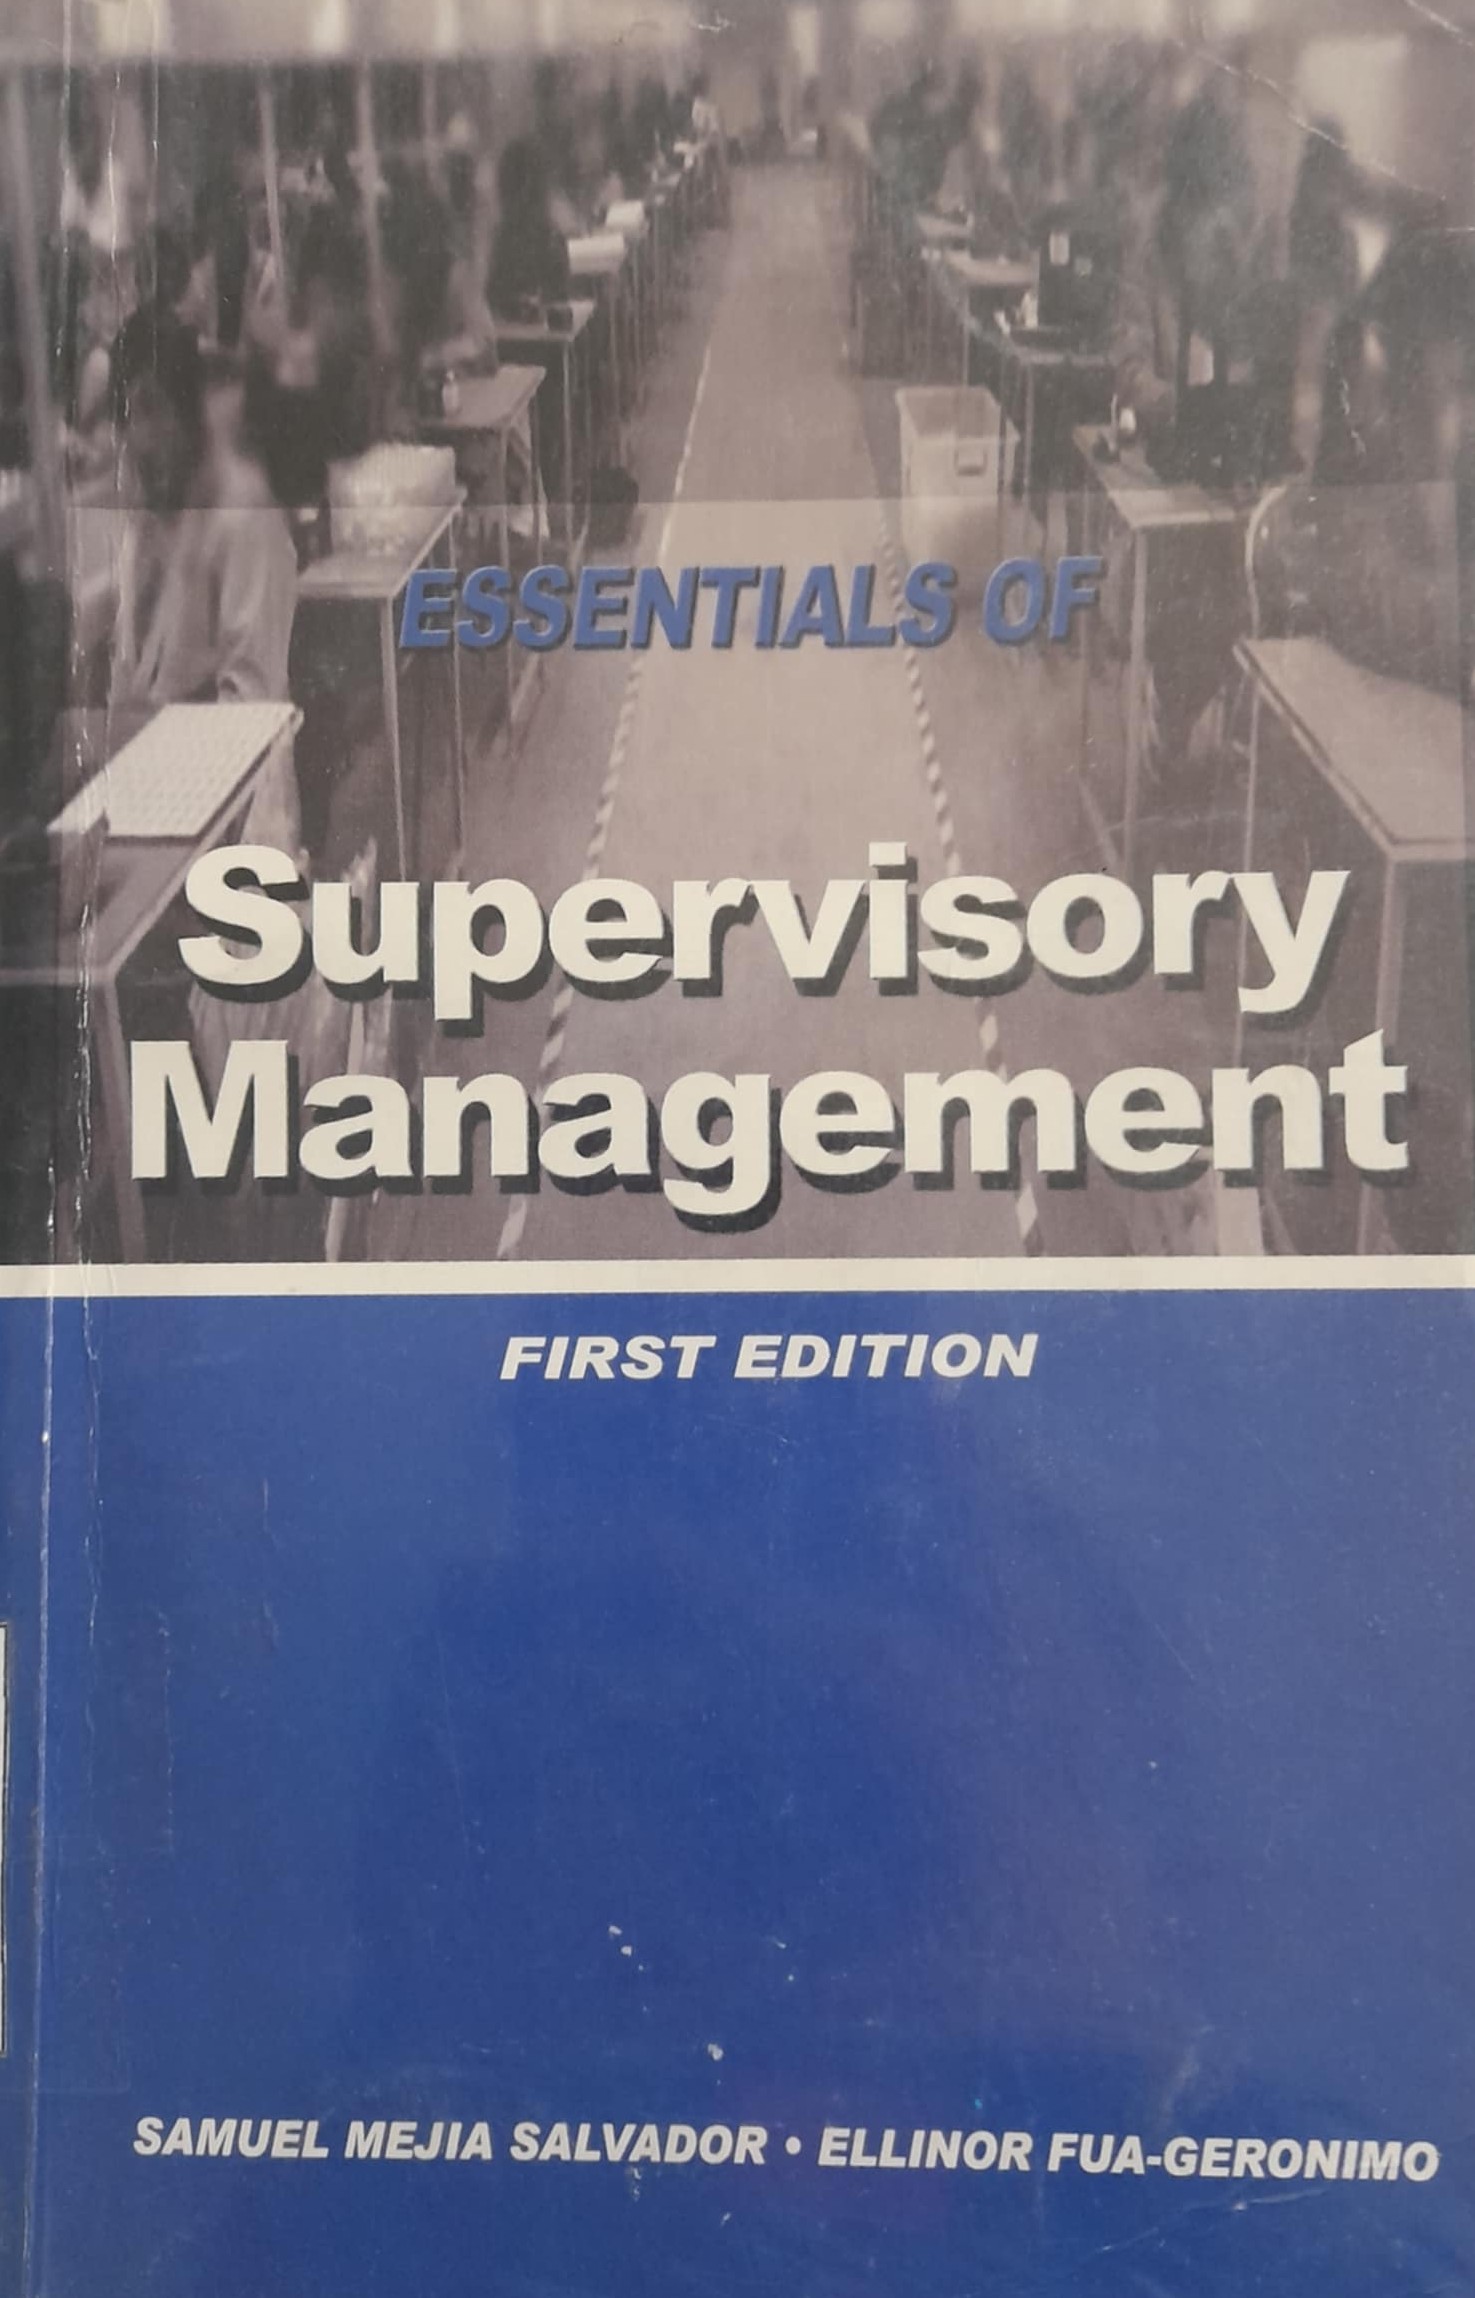 ESSENTIALS OF
Supervisory
Management
FIRST EDITION
SAMUEL MEJIA SALVADOR • ELLINOR FUA-GERONIMO